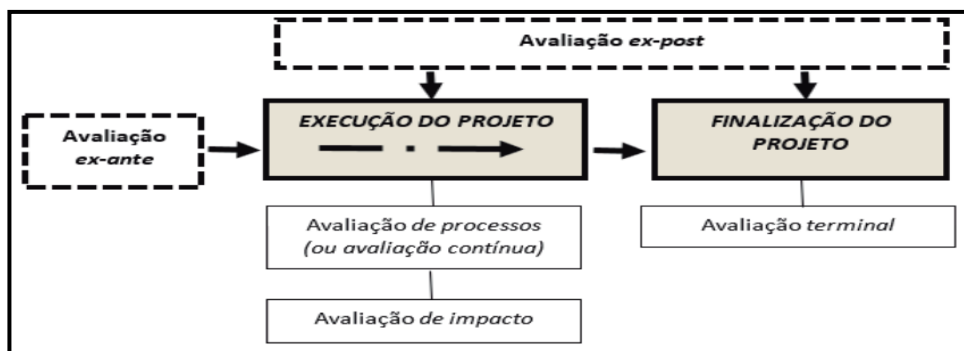 Avaliação ex-post
Avaliação
ex-ante
EXECUÇÃO DO PROJETO
FINALIZAÇÃO DO
PROJETO
Avaliação de processos
(ou avaliação contínua)
Avaliação terminal
Avaliação de impacto